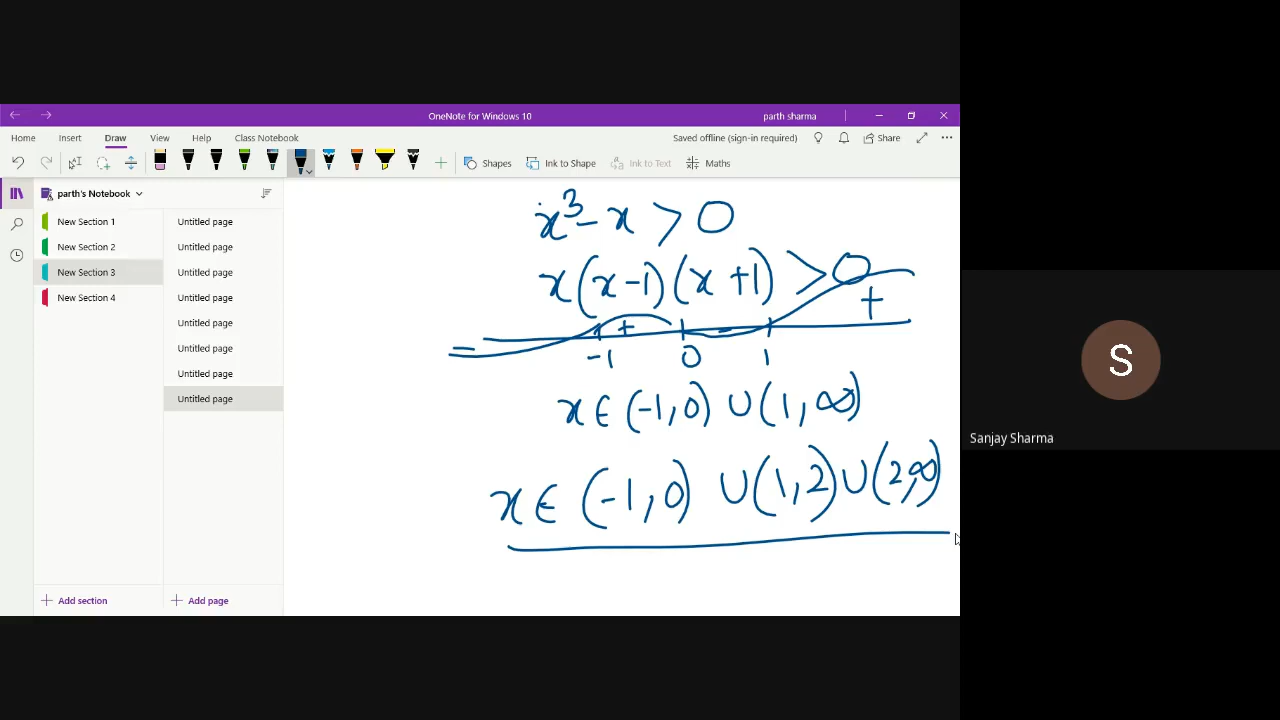 OneNote for Windows 10
parth sharma
Home Insert Draw View Help Class Notebook
Saved offline (sign-in required)
Share
Shapes
Ink to Shape
Ink to Text
Maths
parth's Notebook
New Section 1
New Section 2
New Section 3
New Section 4
Untitled page
Untitled page
Untitled page
Untitled page
Untitled page
Untitled page
Untitled page
Untitled page
Add section
Add page
x³ - x > 0
x(x-1)(x+1) > 0
+ - +
-1 0 1
x ∈ (-1,0) ∪ (1,∞)
x ∈ (-1,0) ∪ (1,2) ∪ (2,∞)
S
Sanjay Sharma